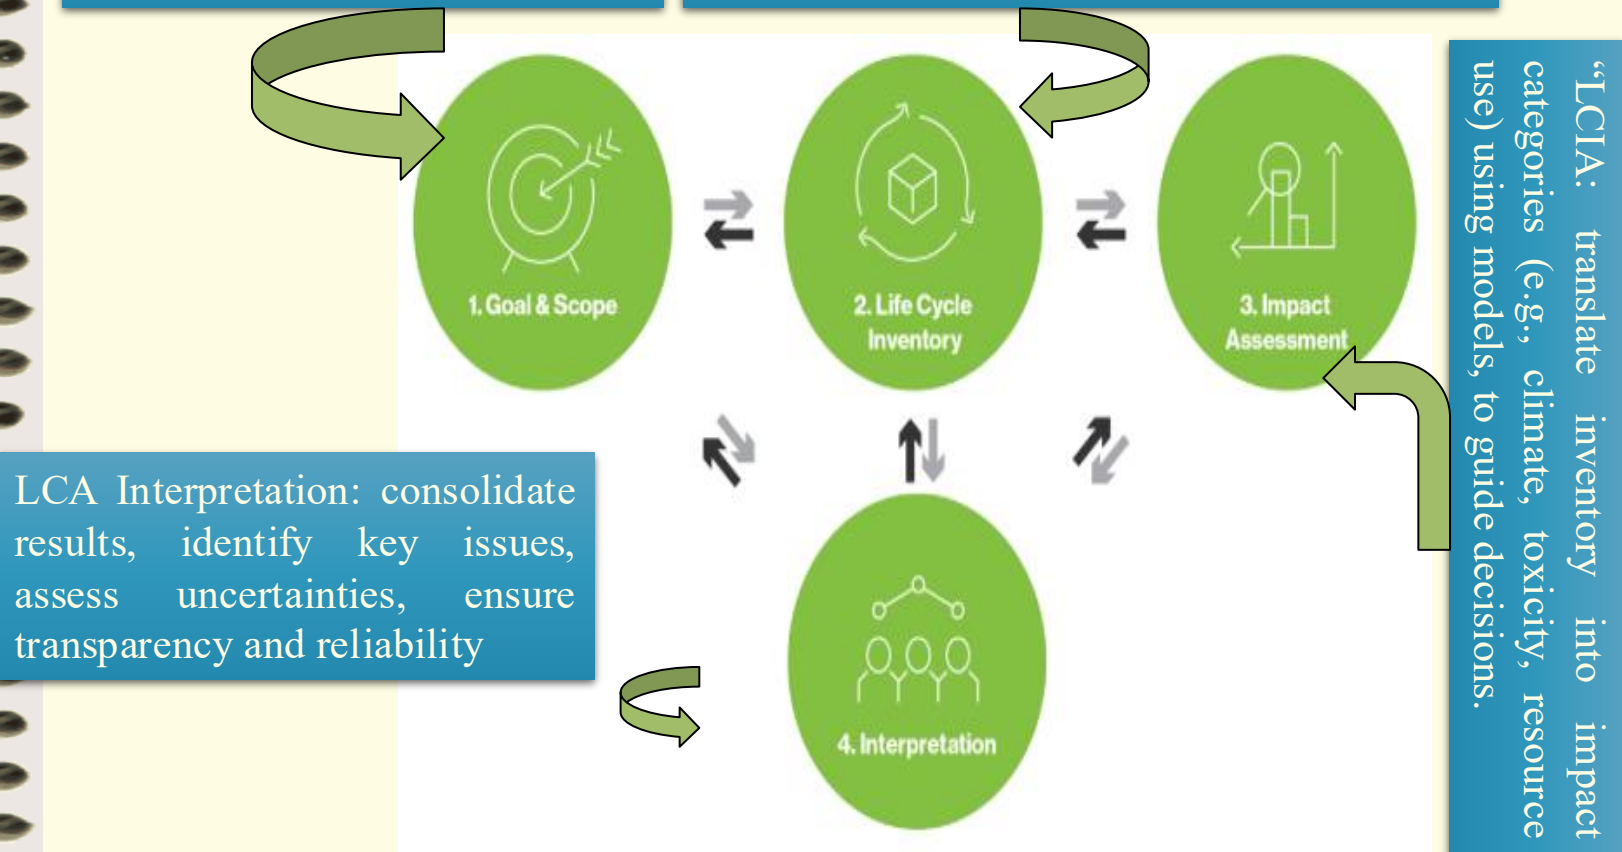 1. Goal & Scope
2. Life Cycle
Inventory
3. Impact
Assessment
“LCIA: translate inventory into impact
categories (e.g., climate, toxicity, resource
use) using models, to guide decisions.
LCA Interpretation: consolidate
results, identify key issues,
assess uncertainties, ensure
transparency and reliability
4. Interpretation